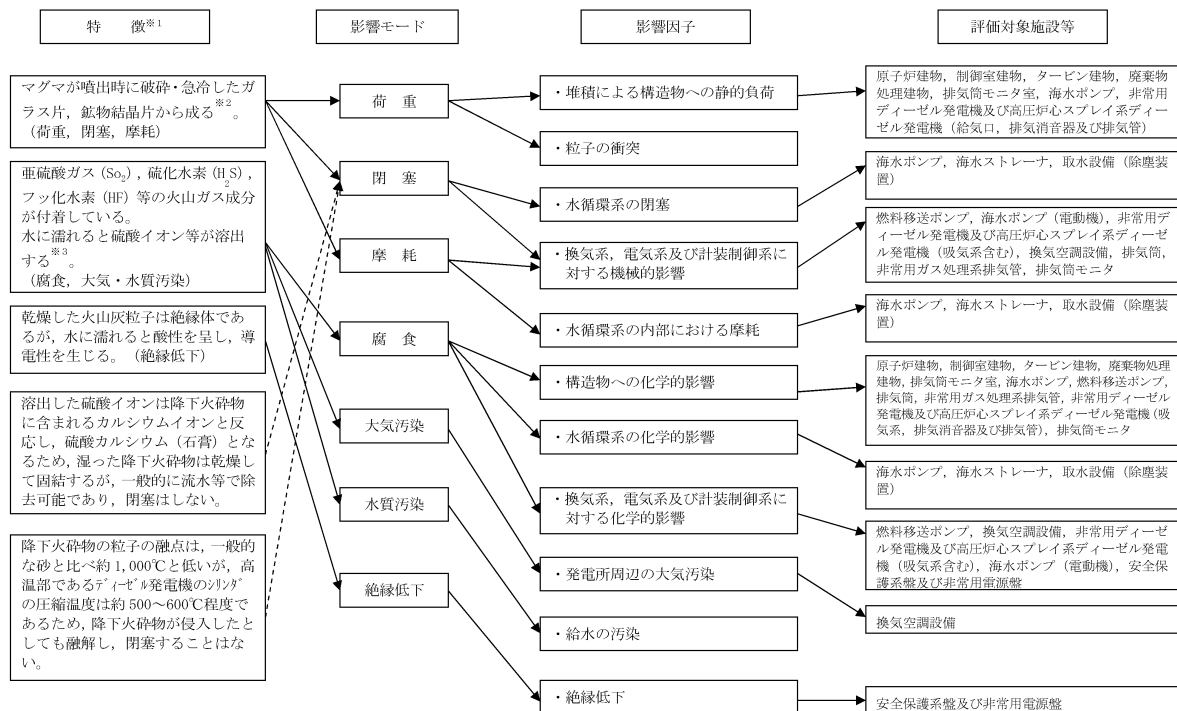 特　徴※1
影響モード
影響因子
評価対象施設等
マグマが噴出時に破砕・急冷したガ
ラス片，鉱物結晶片から成る※2。
（荷重，閉塞，摩耗）
亜硫酸ガス（So2），硫化水素（H2S），
フッ化水素（HF）等の火山ガス成分
が付着している。
水に濡れると硫酸イオン等が溶出
する※3。
（腐食，大気・水質汚染）
乾燥した火山灰粒子は絶縁体であ
るが，水に濡れると酸性を呈し，導
電性を生じる。（絶縁低下）
溶出した硫酸イオンは降下火砕物
に含まれるカルシウムイオンと反
応し，硫酸カルシウム（石膏）とな
るため，湿った降下火砕物は乾燥し
て固結するが，一般的に流水等で除
去可能であり，閉塞はしない。
降下火砕物の粒子の融点は，一般的
な砂と比べ約1,000℃と低いが，高
温部であるディーゼル発電機のシリンダ
の圧縮温度は約500～600℃程度で
あるため，降下火砕物が侵入したと
しても融解し，閉塞することはな
い。
荷　重
閉　塞
摩　耗
腐　食
大気汚染
水質汚染
絶縁低下
・堆積による構造物への静的負荷
・粒子の衝突
・水循環系の閉塞
・換気系，電気系及び計装制御系に
対する機械的影響
・水循環系の内部における摩耗
・構造物への化学的影響
・水循環系の化学的影響
・換気系，電気系及び計装制御系に
対する化学的影響
・発電所周辺の大気汚染
・給水の汚染
・絶縁低下
原子炉建物，制御室建物，タービン建物，廃棄物
処理建物，排気筒モニタ室，海水ポンプ，非常用
ディーゼル発電機及び高圧炉心スプレイ系ディー
ゼル発電機（給気口，排気消音器及び排気管）
海水ポンプ，海水ストレーナ，取水設備（除塵装
置）
燃料移送ポンプ，海水ポンプ（電動機），非常用デ
ィーゼル発電機及び高圧炉心スプレイ系ディーゼ
ル発電機（吸気系含む），換気空調設備，排気筒，
非常用ガス処理系排気管，排気筒モニタ
海水ポンプ，海水ストレーナ，取水設備（除塵装
置）
原子炉建物，制御室建物，タービン建物，廃棄物処理
建物，排気筒モニタ室，海水ポンプ，燃料移送ポンプ，
排気筒，非常用ガス処理系排気管，非常用ディーゼル
発電機及び高圧炉心スプレイ系ディーゼル発電機（吸
気系，排気消音器及び排気管），排気筒モニタ
海水ポンプ，海水ストレーナ，取水設備（除塵装
置）
燃料移送ポンプ，換気空調設備，非常用ディーゼ
ル発電機及び高圧炉心スプレイ系ディーゼル発電
機（吸気系含む），海水ポンプ（電動機），安全保
護系盤及び非常用電源盤
換気空調設備
安全保護系盤及び非常用電源盤